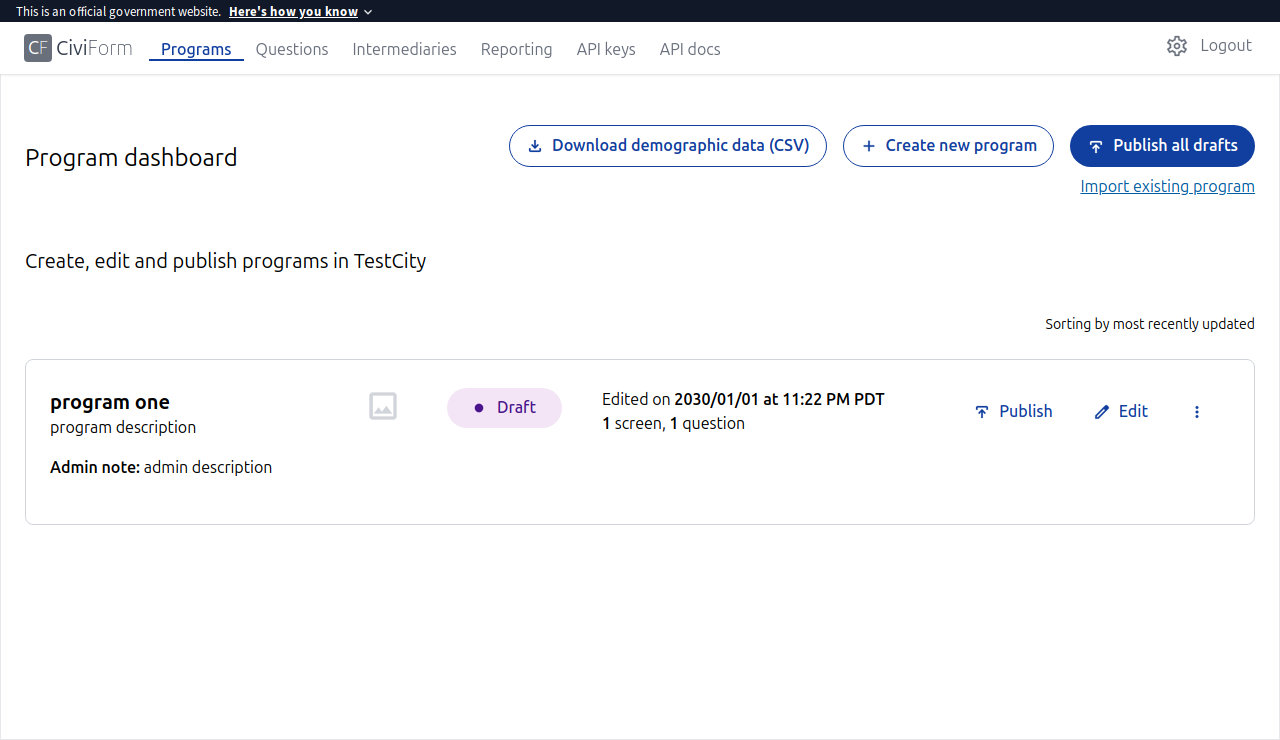 This is an official government website. Here's how you know
CF CiviForm Programs Questions Intermediaries Reporting API keys API docs Logout
Program dashboard
Download demographic data (CSV) Create new program Publish all drafts
Import existing program
Create, edit and publish programs in TestCity
Sorting by most recently updated
program one
program description
Admin note: admin description
Draft
Edited on 2030/01/01 at 11:22 PM PDT
1 screen, 1 question
Publish Edit